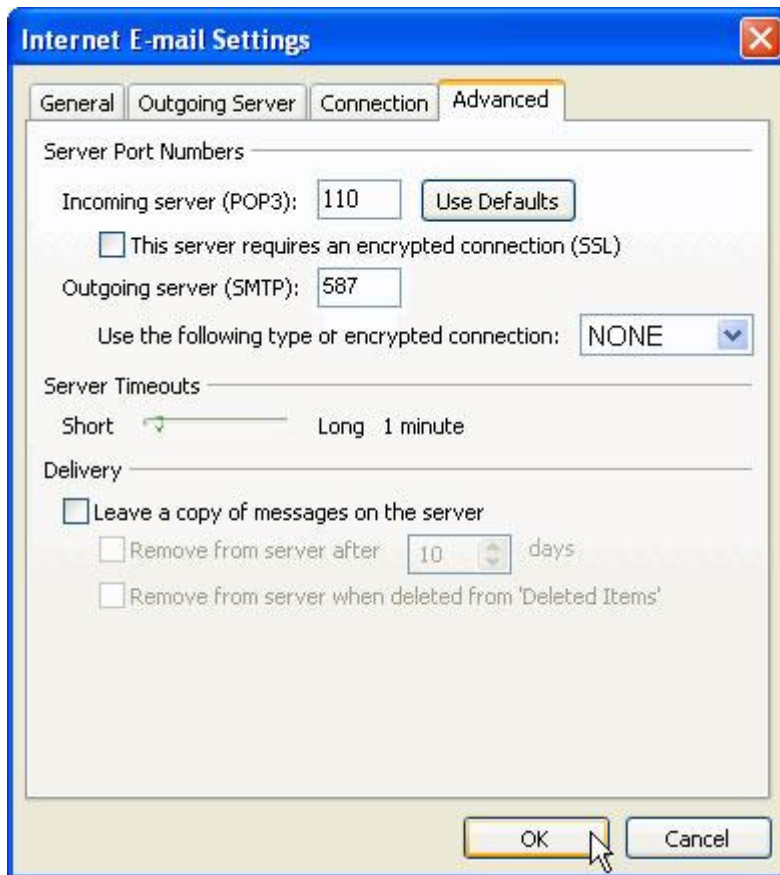 Internet E-mail Settings
General Outgoing Server Connection Advanced
Server Port Numbers
Incoming server (POP3): 110 Use Defaults
This server requires an encrypted connection (SSL)
Outgoing server (SMTP): 587
Use the following type or encrypted connection: NONE
Server Timeouts
Short Long 1 minute
Delivery
Leave a copy of messages on the server
Remove from server after 10 days
Remove from server when deleted from 'Deleted Items'
OK Cancel